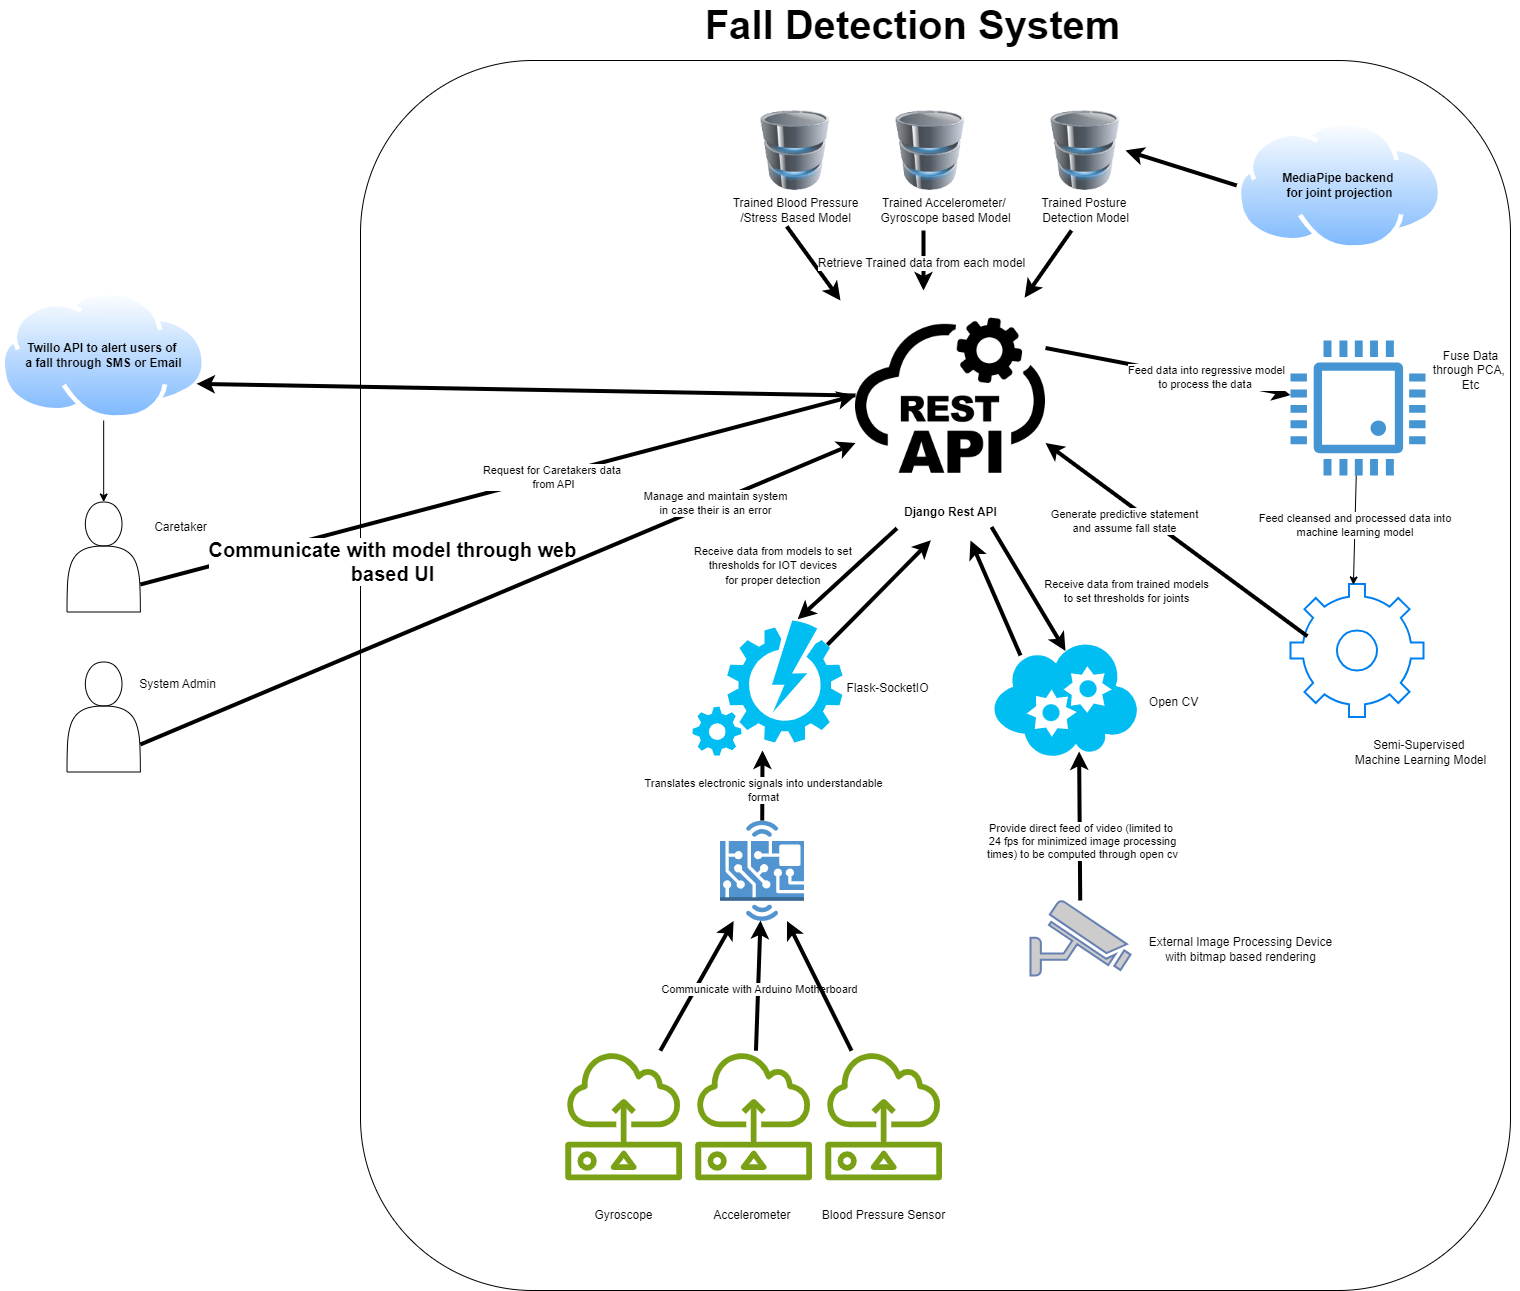 Fall Detection System
Trained Blood Pressure
/Stress Based Model
Trained Accelerometer/
Gyroscope based Model
Trained Posture
Detection Model
MediaPipe backend
for joint projection
Retrieve Trained data from each model
Twillo API to alert users of
a fall through SMS or Email
REST
API
Feed data into regressive model
to process the data
Fuse Data
through PCA,
Etc
Request for Caretakers data
from API
Manage and maintain system
in case their is an error
Django Rest API
Generate predictive statement
and assume fall state
Feed cleansed and processed data into
machine learning model
Caretaker
Communicate with model through web
based UI
Receive data from models to set
thresholds for IOT devices
for proper detection
Receive data from trained models
to set thresholds for joints
System Admin
Flask-SocketIO
Open CV
Semi-Supervised
Machine Learning Model
Translates electronic signals into understandable
format
Provide direct feed of video (limited to
24 fps for minimized image processing
times) to be computed through open cv
External Image Processing Device
with bitmap based rendering
Communicate with Arduino Motherboard
Gyroscope
Accelerometer
Blood Pressure Sensor